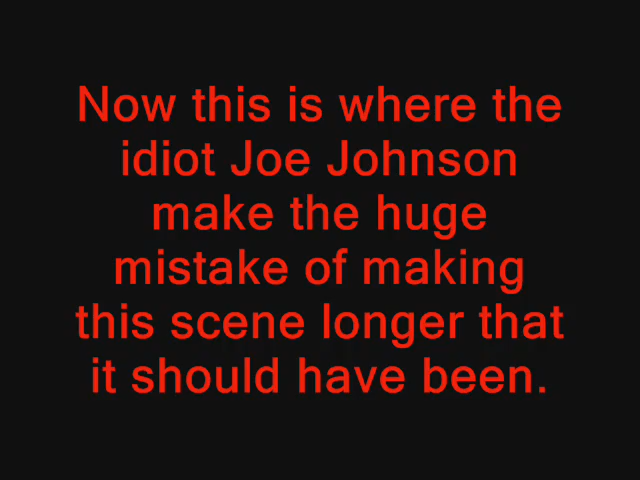 Now this is where the
idiot Joe Johnson
make the huge
mistake of making
this scene longer that
it should have been.